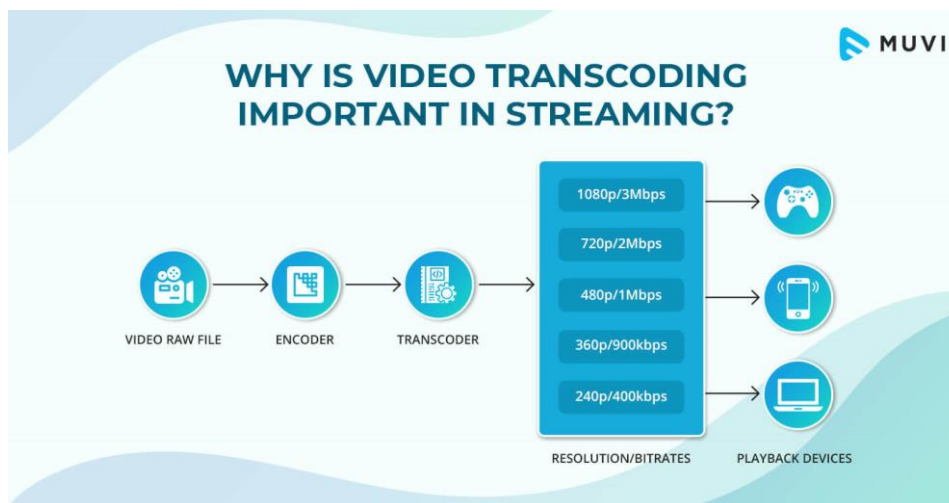 MUVI
WHY IS VIDEO TRANSCODING
IMPORTANT IN STREAMING?
1080p/3Mbps
720p/2Mbps
480p/1Mbps
360p/900kbps
240p/400kbps
VIDEO RAW FILE
ENCODER
TRANSCODER
RESOLUTION/BITRATES
PLAYBACK DEVICES